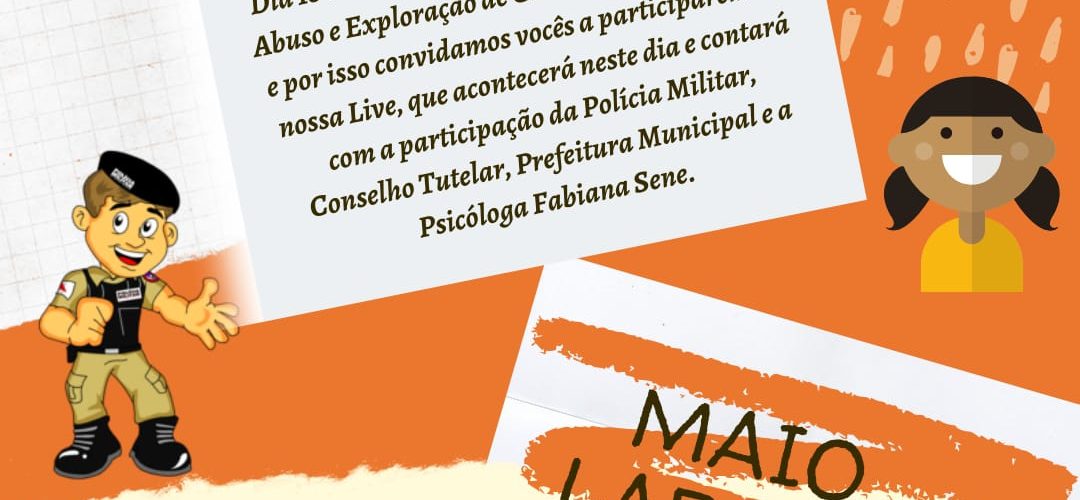 Abuso e Exploração de
e por isso convidamos vocês a participarem
nossa Live, que acontecerá neste dia e contará
com a participação da Polícia Militar,
Conselho Tutelar, Prefeitura Municipal e a
Psicóloga Fabiana Sene.
MAIO